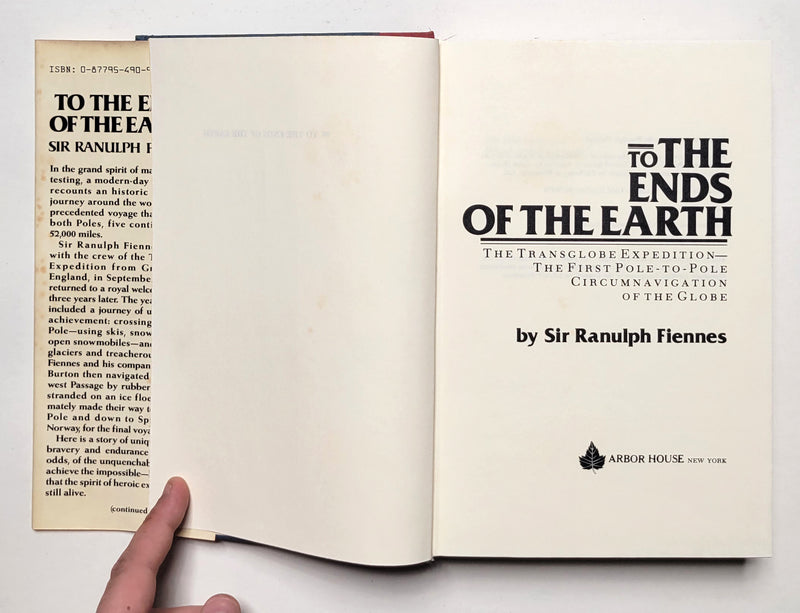 ISBN: 0-87795-490-
TO THE E
OF THE EA
SIR RANULPH F
In the grand spirit of ma
testing, a modern-day
recounts an historic
journey around the wo
precedented voyage tha
both Poles, five conti
52,000 miles.
Sir Ranulph Fienn
with the crew of the T
Expedition from Gr
England, in September
returned to a royal welc
three years later. The yea
included a journey of u
achievement: crossing
Pole—using skis, snow
open snowmobiles—an
glaciers and treacherou
Fiennes and his compan
Burton then navigated
west Passage by rubber
stranded on an ice floe
mately made their way t
Pole and down to Sp
Norway, for the final voya
Here is a story of uniq
bravery and endurance
odds, of the unquenchab
achieve the impossible—
that the spirit of heroic ex
still alive.
(continued
TO THE
ENDS
OF THE EARTH
THE TRANSGLOBE EXPEDITION—
THE FIRST POLE-TO-POLE
CIRCUMNAVIGATION
OF THE GLOBE
by Sir Ranulph Fiennes
ARBOR HOUSE NEW YORK